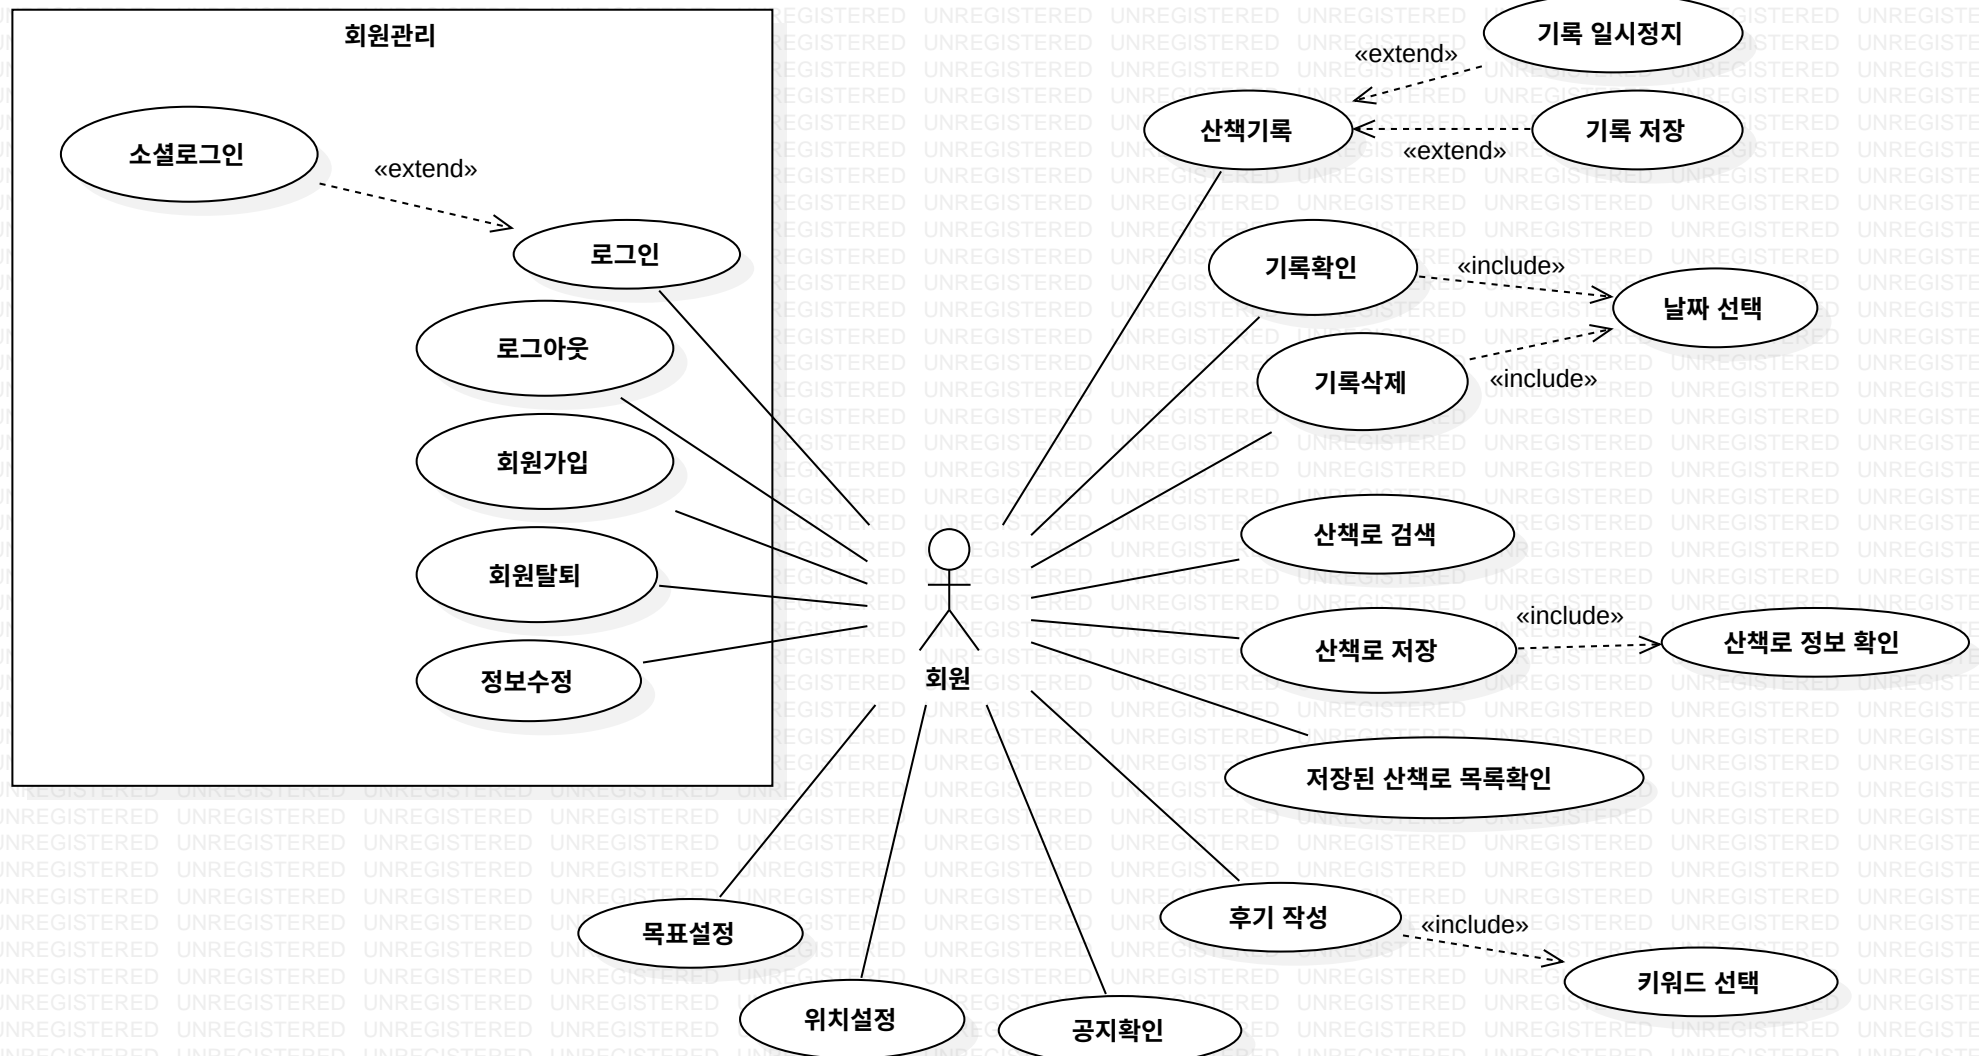 회원관리
소셜로그인
«extend»
로그인
로그아웃
회원가입
회원탈퇴
정보수정
회원
기록 일시정지
«extend»
산책기록
기록 저장
«extend»
기록확인
«include»
날짜 선택
기록삭제
«include»
산책로 검색
산책로 저장
«include»
산책로 정보 확인
저장된 산책로 목록확인
후기 작성
«include»
키워드 선택
목표설정
위치설정
공지확인
UNREGISTERED